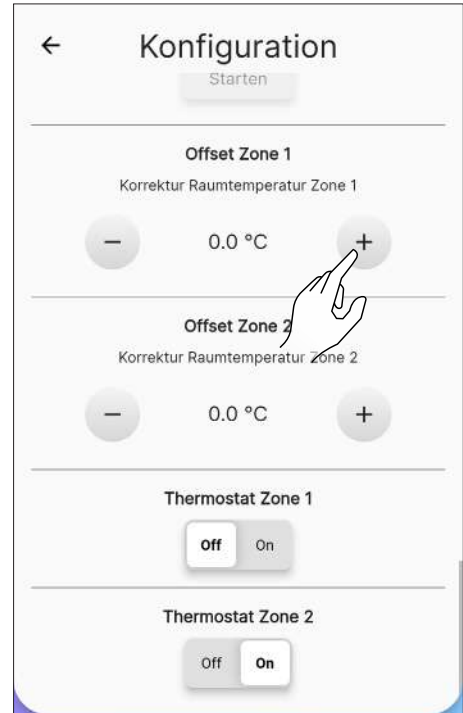 Konfiguration
Starten
Offset Zone 1
Korrektur Raumtemperatur Zone 1
− 0.0 °C +
Offset Zone 2
Korrektur Raumtemperatur Zone 2
− 0.0 °C +
Thermostat Zone 1
Off On
Thermostat Zone 2
Off On